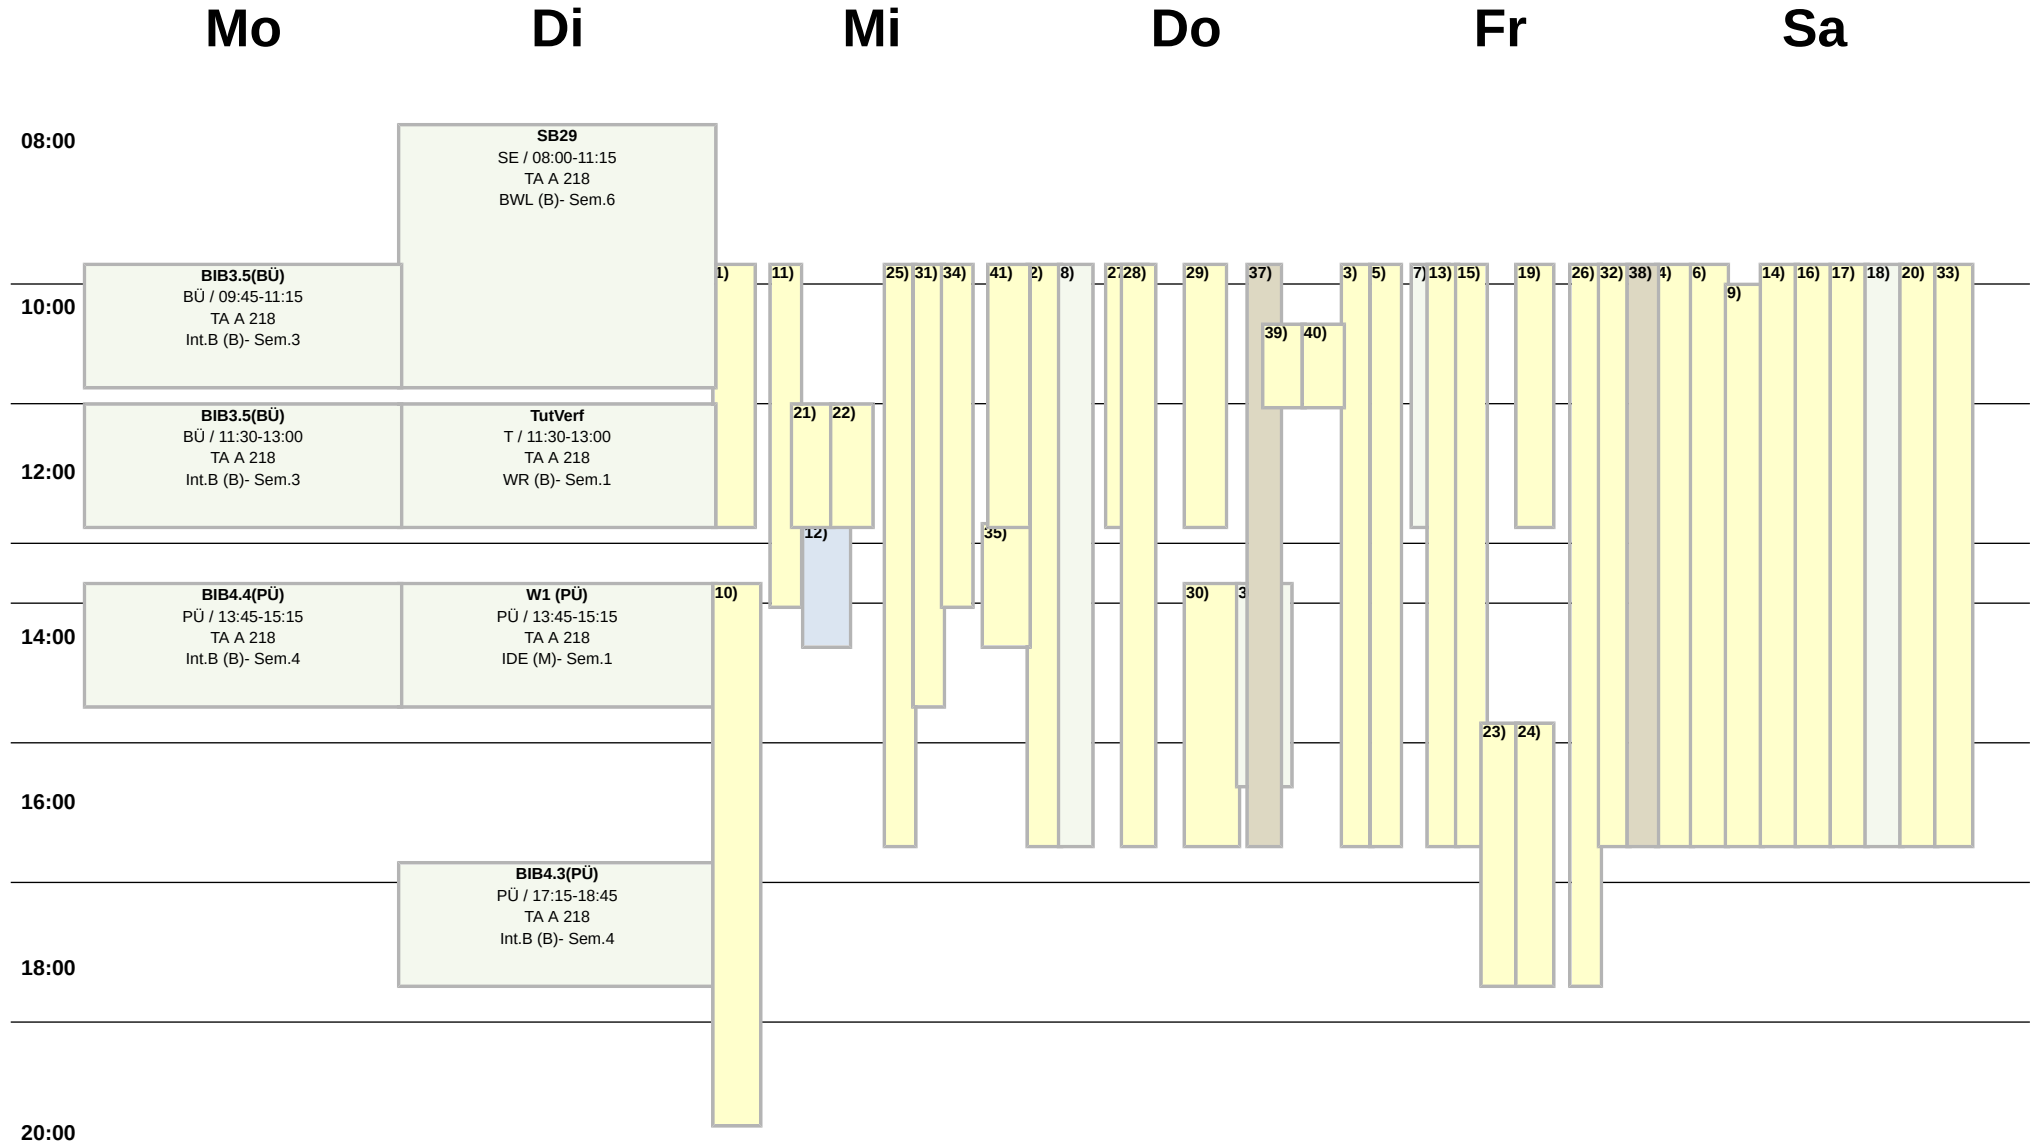 Mo Di Mi Do Fr Sa
08:00
SB29
SE / 08:00-11:15
TA A 218
BWL (B)- Sem.6
BIB3.5(BÜ)
BÜ / 09:45-11:15
TA A 218
Int.B (B)- Sem.3
1) 11) 25) 31) 34) 41) 2) 8) 27 28) 29) 37) 3) 5) 7) 13) 15) 19) 26) 32) 38) 4) 6) 14) 16) 17) 18) 20) 33)
9)
10:00
39) 40)
BIB3.5(BÜ)
BÜ / 11:30-13:00
TA A 218
Int.B (B)- Sem.3
TutVerf
T / 11:30-13:00
TA A 218
WR (B)- Sem.1
21) 22)
12:00
12) 35)
BIB4.4(PÜ)
PÜ / 13:45-15:15
TA A 218
Int.B (B)- Sem.4
W1 (PÜ)
PÜ / 13:45-15:15
TA A 218
IDE (M)- Sem.1
10) 30) 3
14:00
23) 24)
16:00
BIB4.3(PÜ)
PÜ / 17:15-18:45
TA A 218
Int.B (B)- Sem.4
18:00
20:00